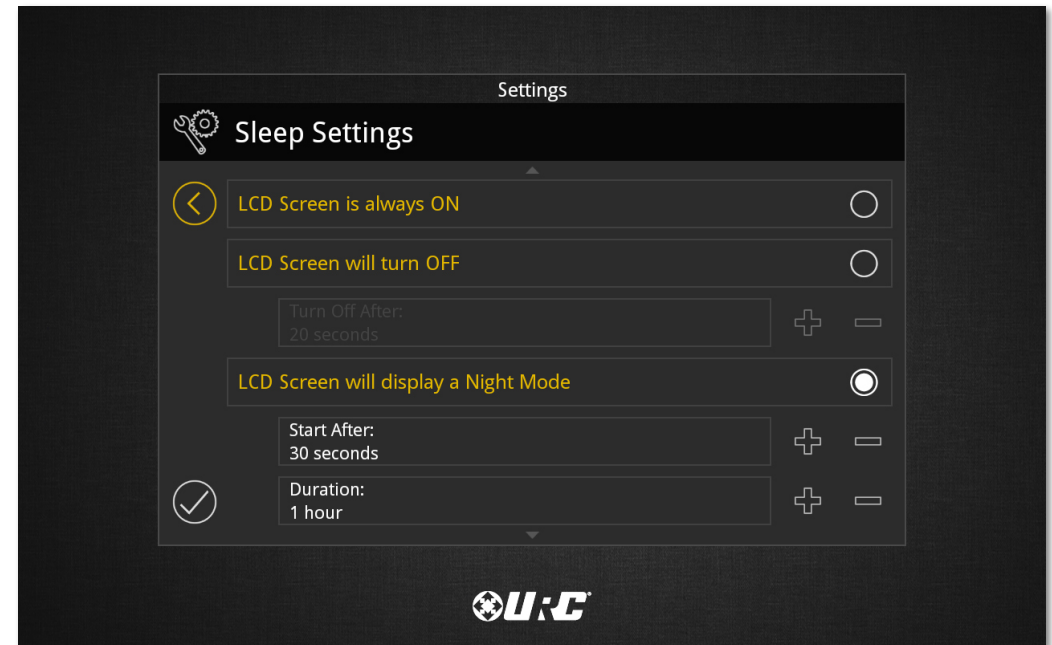 Settings
Sleep Settings
LCD Screen is always ON
LCD Screen will turn OFF
Turn Off After:
20 seconds
LCD Screen will display a Night Mode
Start After:
30 seconds
Duration:
1 hour
URC